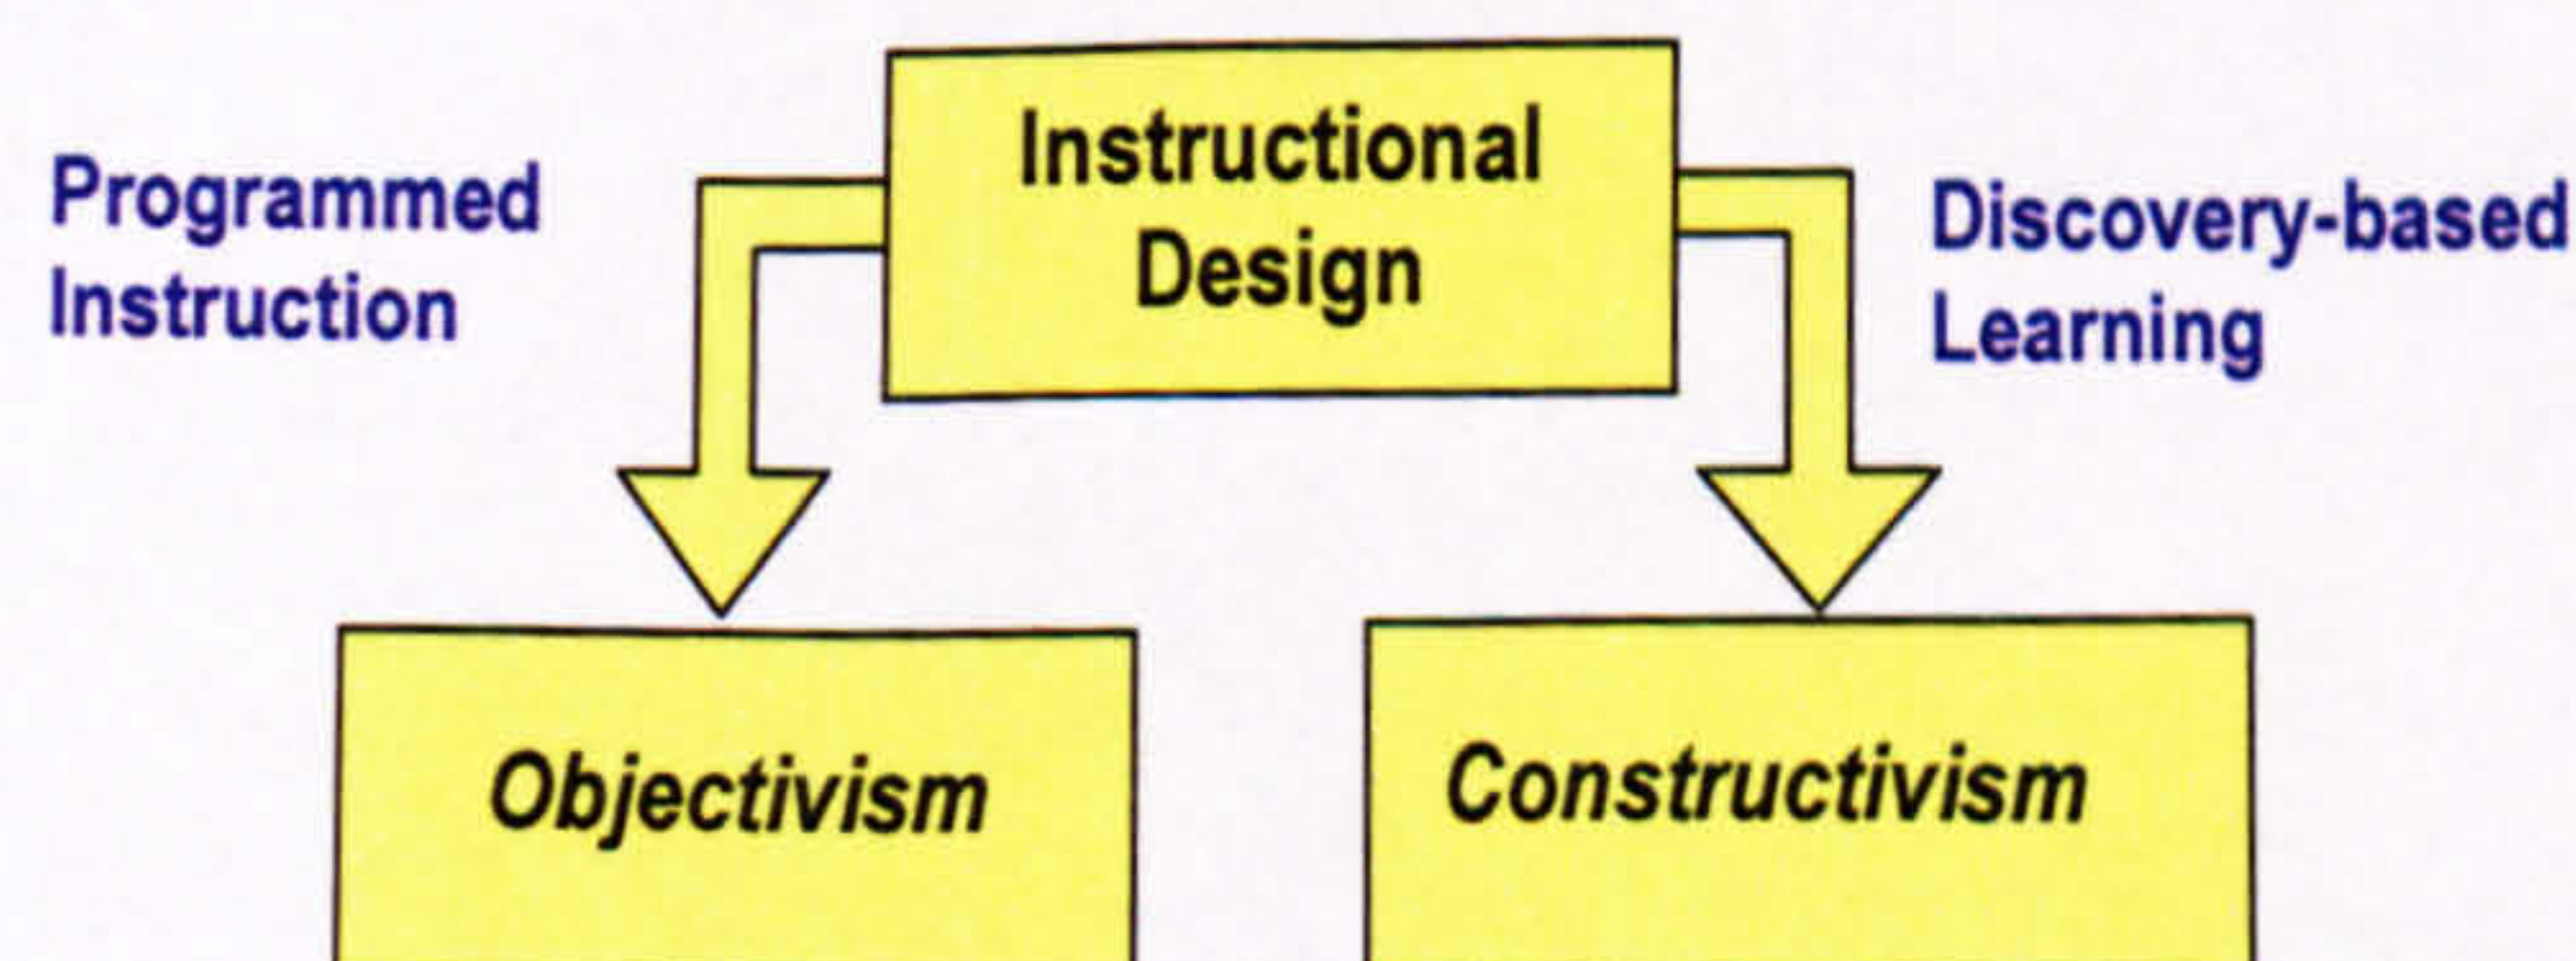 Instructional
Design
Programmed
Instruction
Discovery-based
Learning
Objectivism
Constructivism